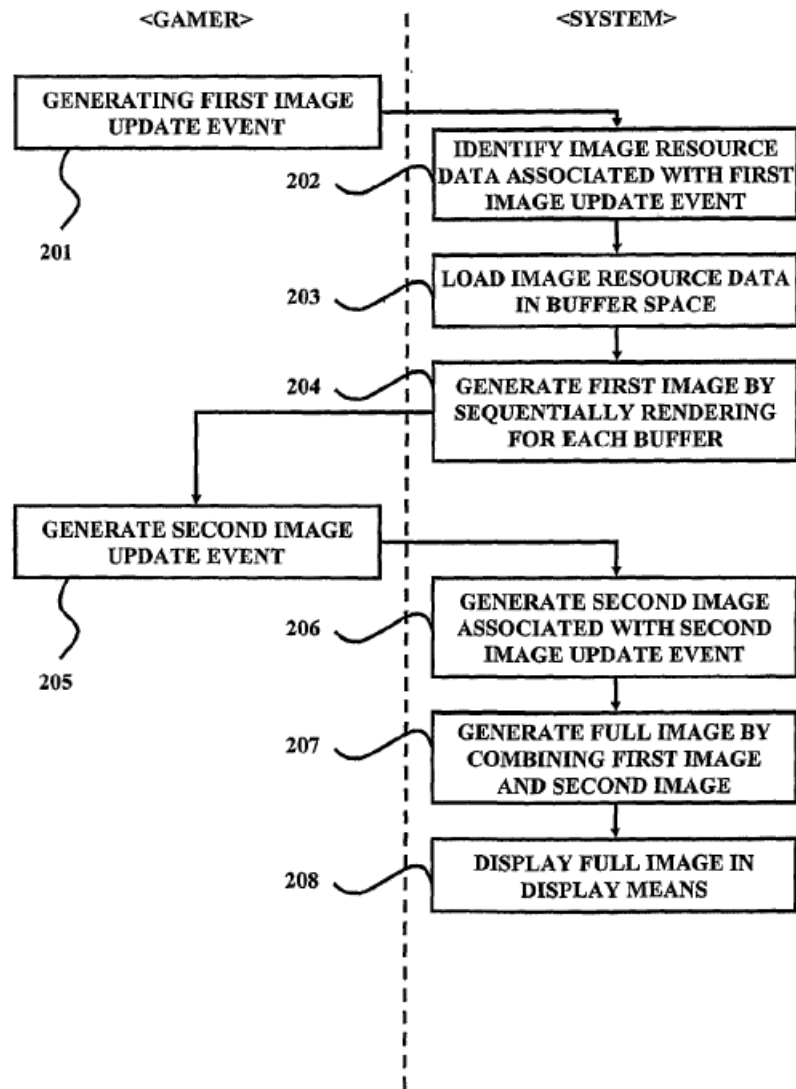 <GAMER>
<SYSTEM>
GENERATING FIRST IMAGE
UPDATE EVENT
201
202
IDENTIFY IMAGE RESOURCE
DATA ASSOCIATED WITH FIRST
IMAGE UPDATE EVENT
203
LOAD IMAGE RESOURCE DATA
IN BUFFER SPACE
204
GENERATE FIRST IMAGE BY
SEQUENTIALLY RENDERING
FOR EACH BUFFER
GENERATE SECOND IMAGE
UPDATE EVENT
205
206
GENERATE SECOND IMAGE
ASSOCIATED WITH SECOND
IMAGE UPDATE EVENT
207
GENERATE FULL IMAGE BY
COMBINING FIRST IMAGE
AND SECOND IMAGE
208
DISPLAY FULL IMAGE IN
DISPLAY MEANS